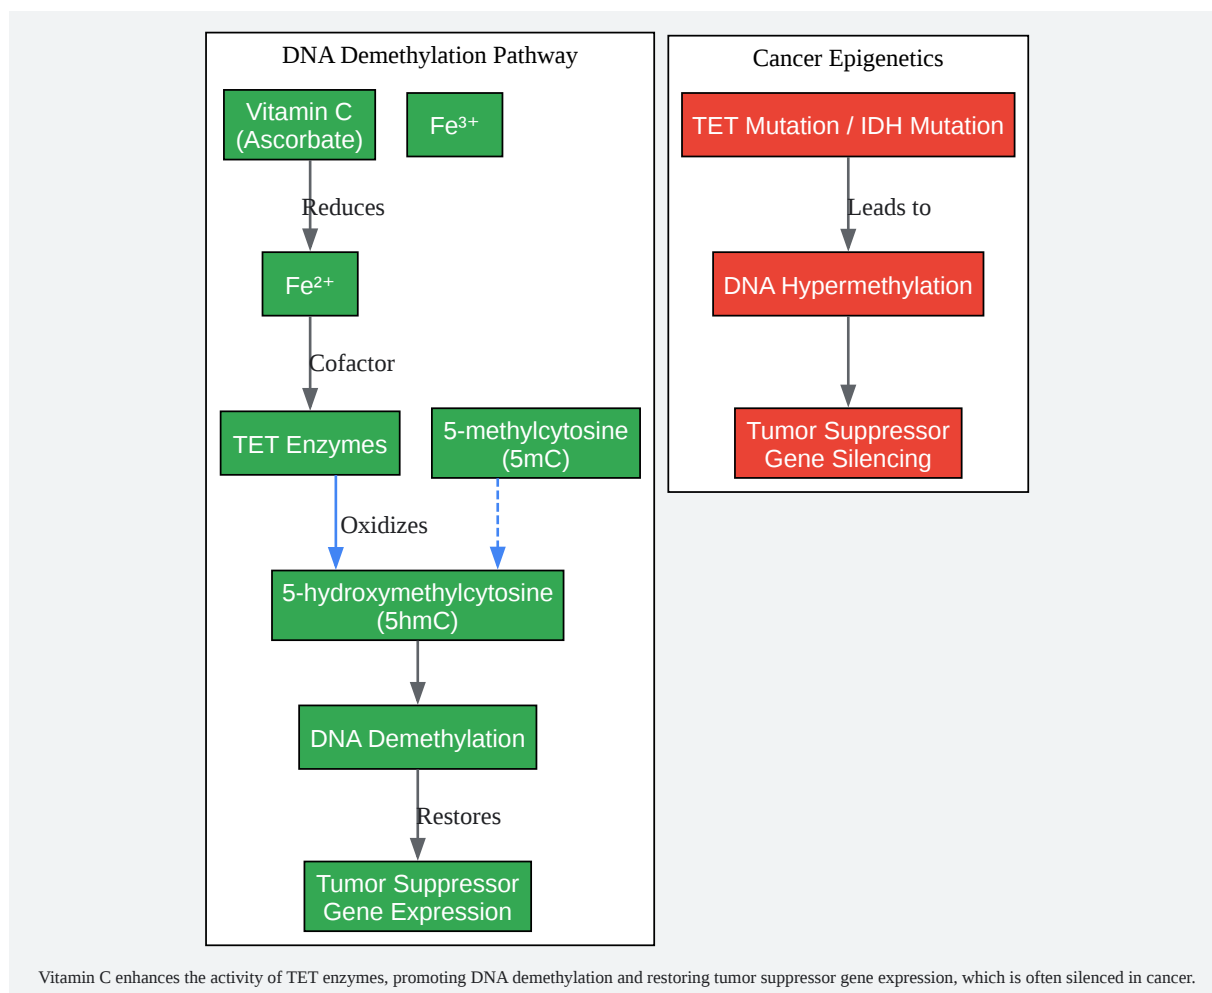 DNA Demethylation Pathway
Vitamin C
(Ascorbate)
Fe³⁺
Reduces
Fe²⁺
Cofactor
TET Enzymes
5-methylcytosine
(5mC)
Oxidizes
5-hydroxymethylcytosine
(5hmC)
DNA Demethylation
Restores
Tumor Suppressor
Gene Expression
Cancer Epigenetics
TET Mutation / IDH Mutation
Leads to
DNA Hypermethylation
Tumor Suppressor
Gene Silencing
Vitamin C enhances the activity of TET enzymes, promoting DNA demethylation and restoring tumor suppressor gene expression, which is often silenced in cancer.